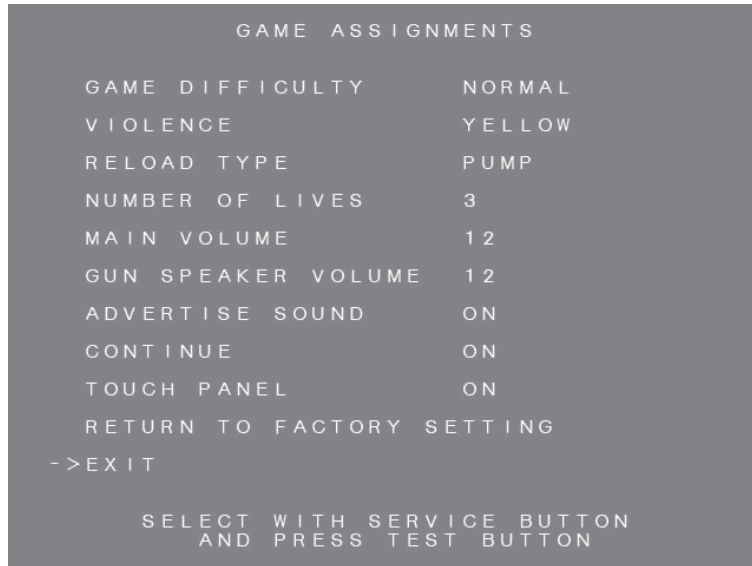 GAME ASSIGNMENTS
GAME DIFFICULTY NORMAL
VIOLENCE YELLOW
RELOAD TYPE PUMP
NUMBER OF LIVES 3
MAIN VOLUME 12
GUN SPEAKER VOLUME 12
ADVERTISE SOUND ON
CONTINUE ON
TOUCH PANEL ON
RETURN TO FACTORY SETTING
->EXIT
SELECT WITH SERVICE BUTTON
AND PRESS TEST BUTTON